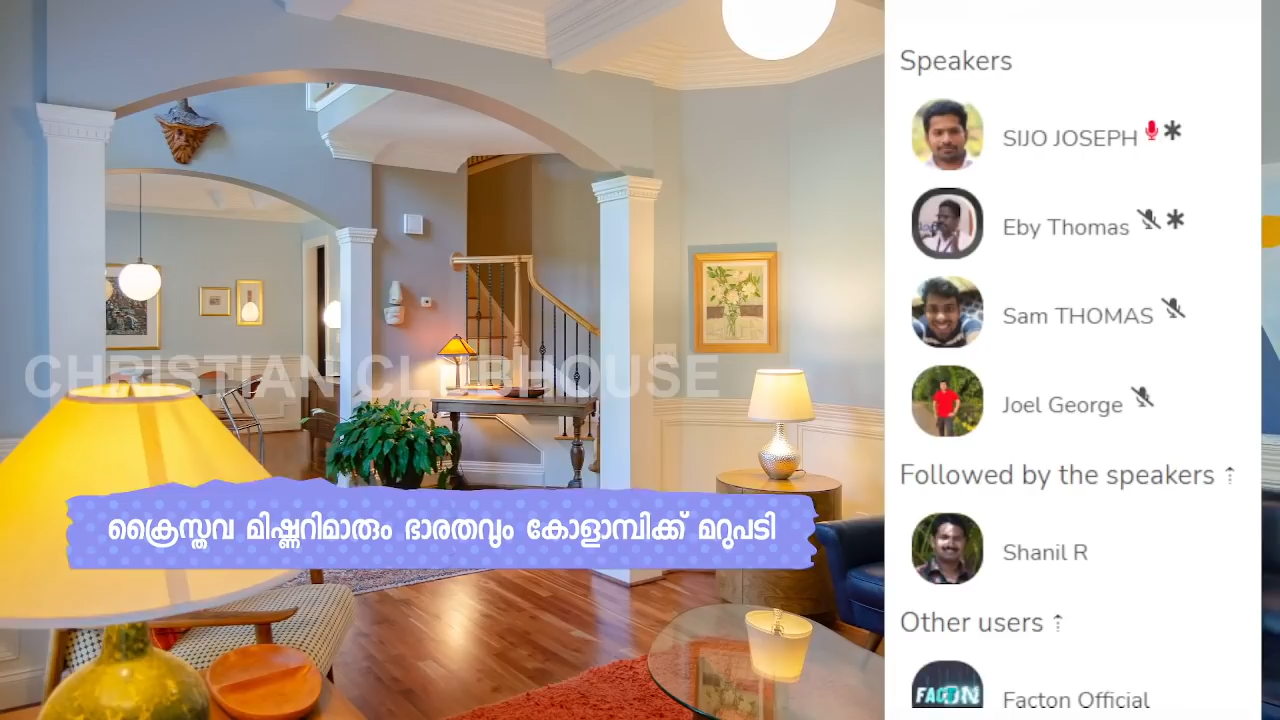 CHRISTIAN CLUBHOUSE
ക്രൈസ്തവ മിഷ്ണറിമാരും ഭാരതവും കോളാമ്പിക്ക് മറുപടി
Speakers
SIJO JOSEPH
Eby Thomas
Sam THOMAS
Joel George
Followed by the speakers
Shanil R
Other users
FACTON
Facton Official